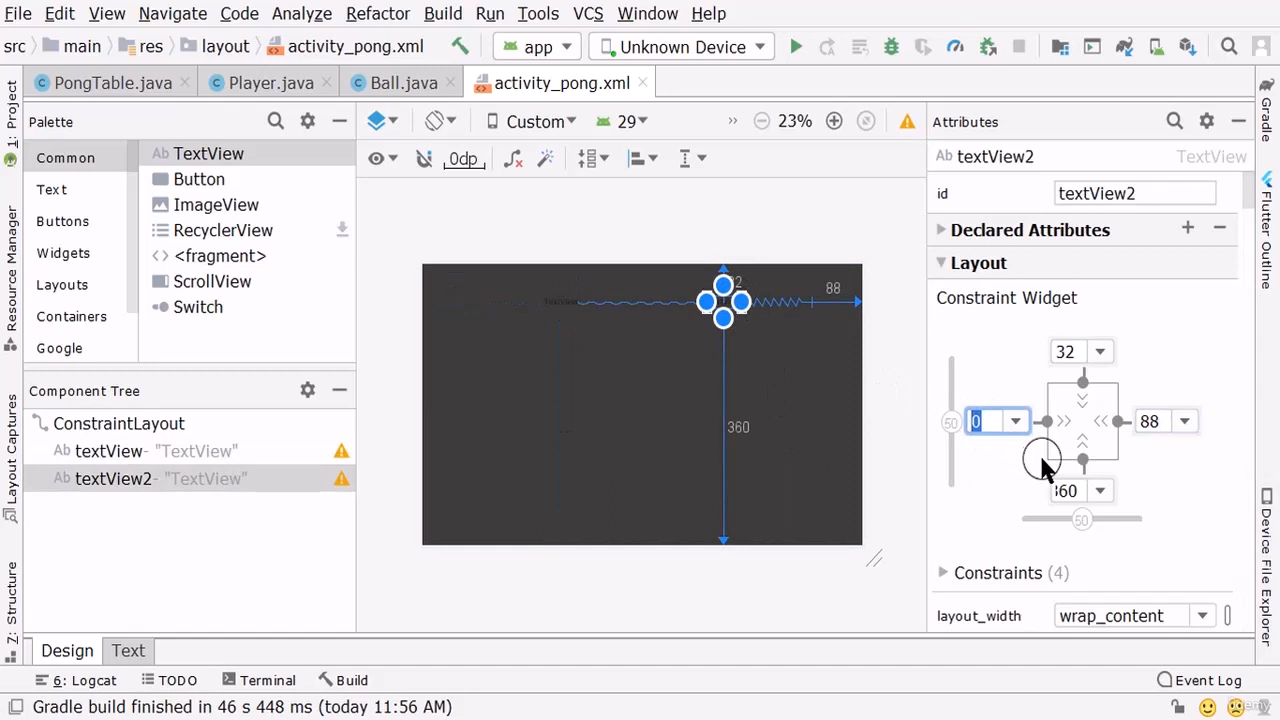 File Edit View Navigate Code Analyze Refactor Build Run Tools VCS Window Help
src main res layout activity_pong.xml app Unknown Device
PongTable.java Player.java Ball.java activity_pong.xml
1: Project
Resource Manager
Layout Captures
Z: Structure
Palette
Common
Text
Buttons
Widgets
Layouts
Containers
Google
Ab TextView
Button
ImageView
RecyclerView
<fragment>
ScrollView
Switch
Component Tree
ConstraintLayout
Ab textView- "TextView"
Ab textView2- "TextView"
Custom 29 23%
0dp
TextView
88
360
Attributes
Ab textView2 TextView
id textView2
Declared Attributes
Layout
Constraint Widget
32
50 0 88
360
50
Constraints (4)
layout_width wrap_content
Gradle
Flutter Outline
Device File Explorer
Design Text
6: Logcat TODO Terminal Build Event Log
Gradle build finished in 46 s 448 ms (today 11:56 AM)